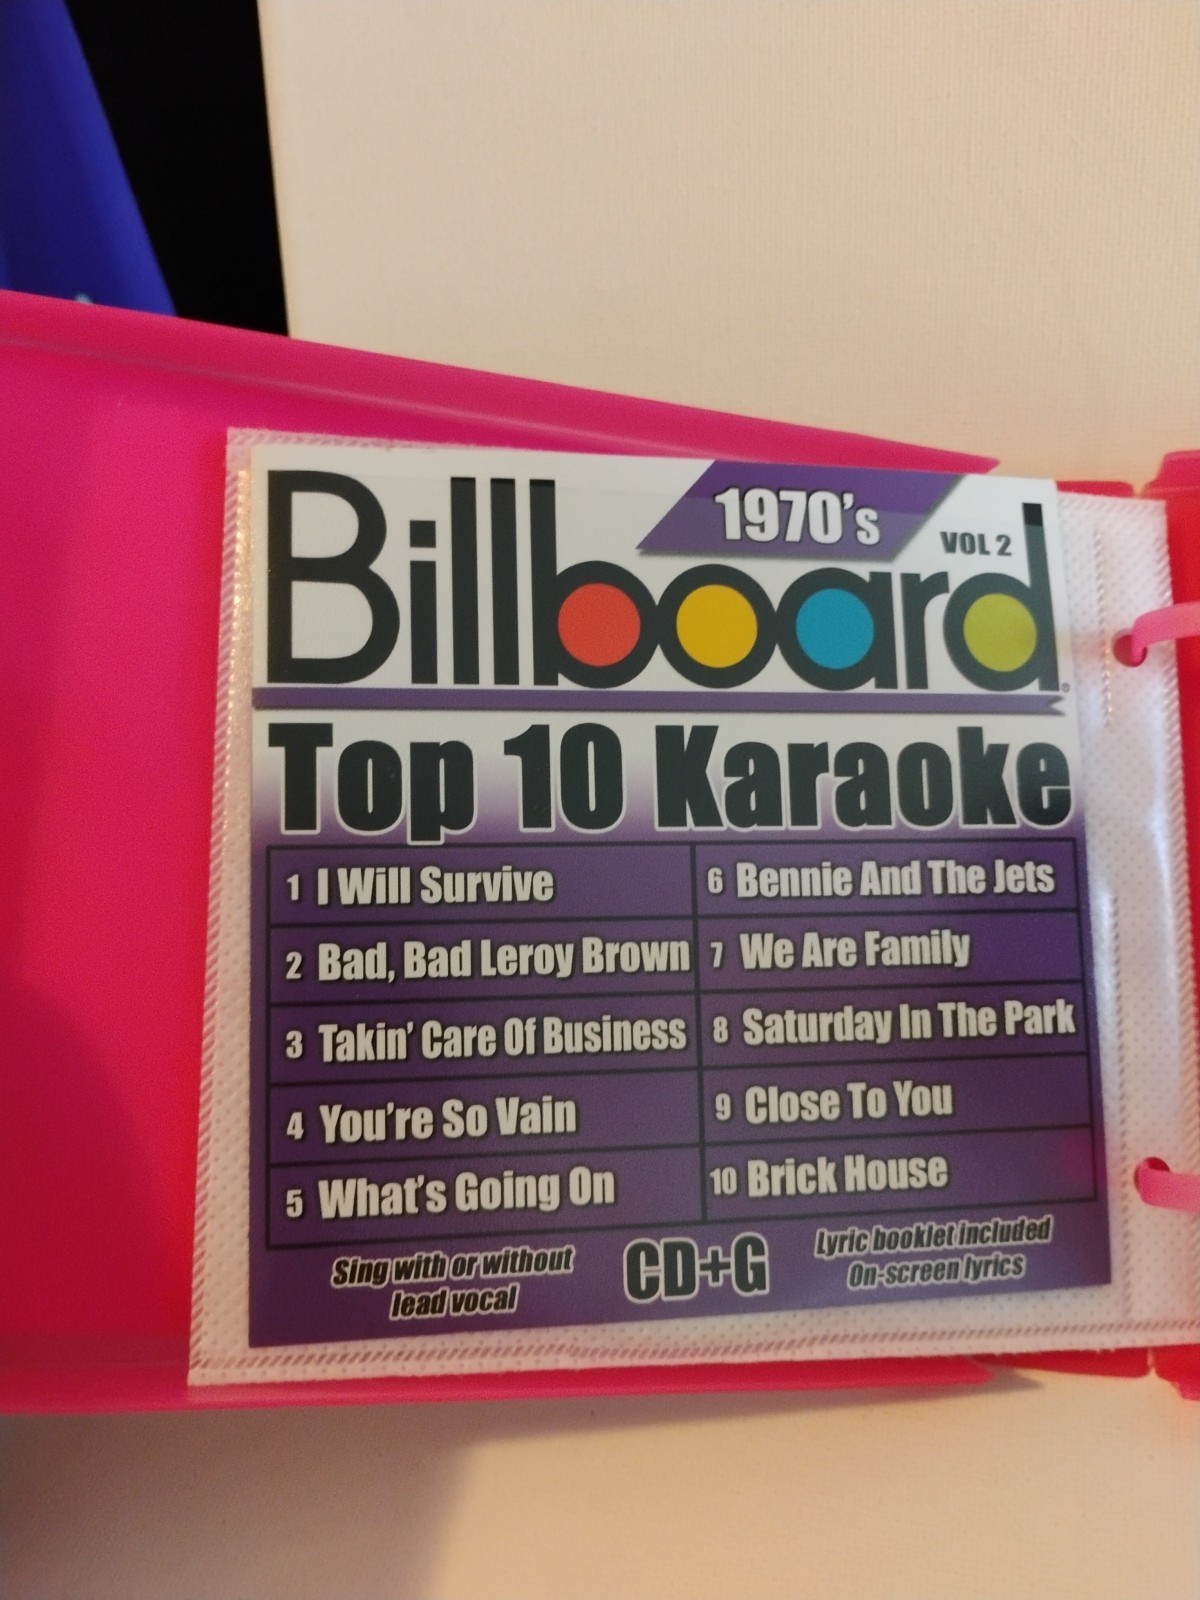 1970's
VOL 2
Billboard
Top 10 Karaoke
1 I Will Survive
2 Bad, Bad Leroy Brown
3 Takin' Care Of Business
4 You're So Vain
5 What's Going On
6 Bennie And The Jets
7 We Are Family
8 Saturday In The Park
9 Close To You
10 Brick House
Sing with or without
lead vocal
CD+G
Lyric booklet included
On-screen lyrics